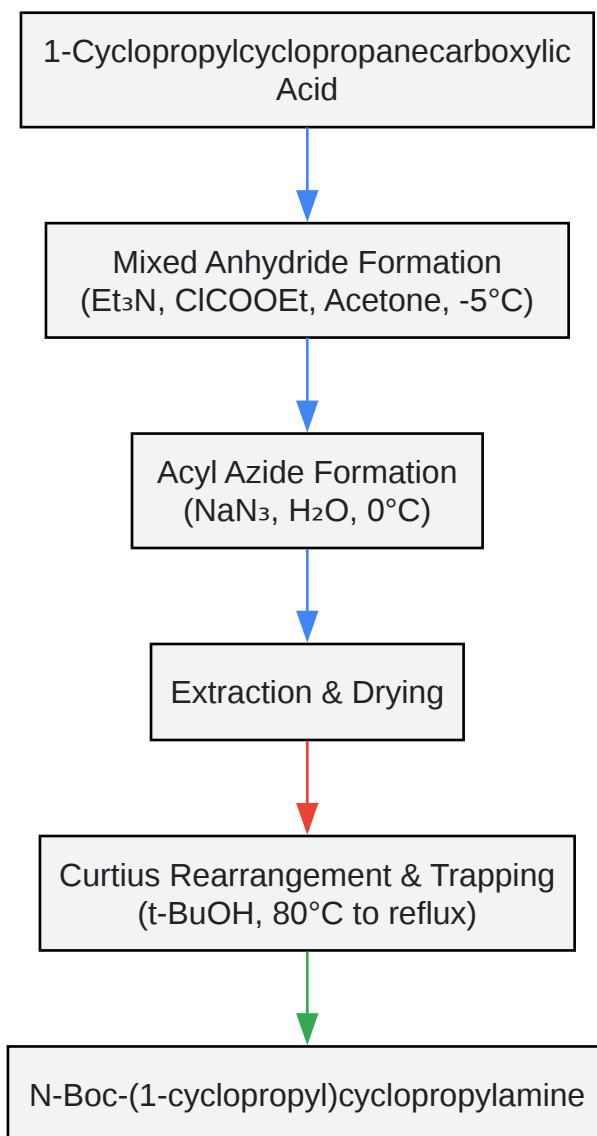 1-Cyclopropylcyclopropanecarboxylic
Acid
Mixed Anhydride Formation
(Et₃N, ClCOOEt, Acetone, -5°C)
Acyl Azide Formation
(NaN₃, H₂O, 0°C)
Extraction & Drying
Curtius Rearrangement & Trapping
(t-BuOH, 80°C to reflux)
N-Boc-(1-cyclopropyl)cyclopropylamine